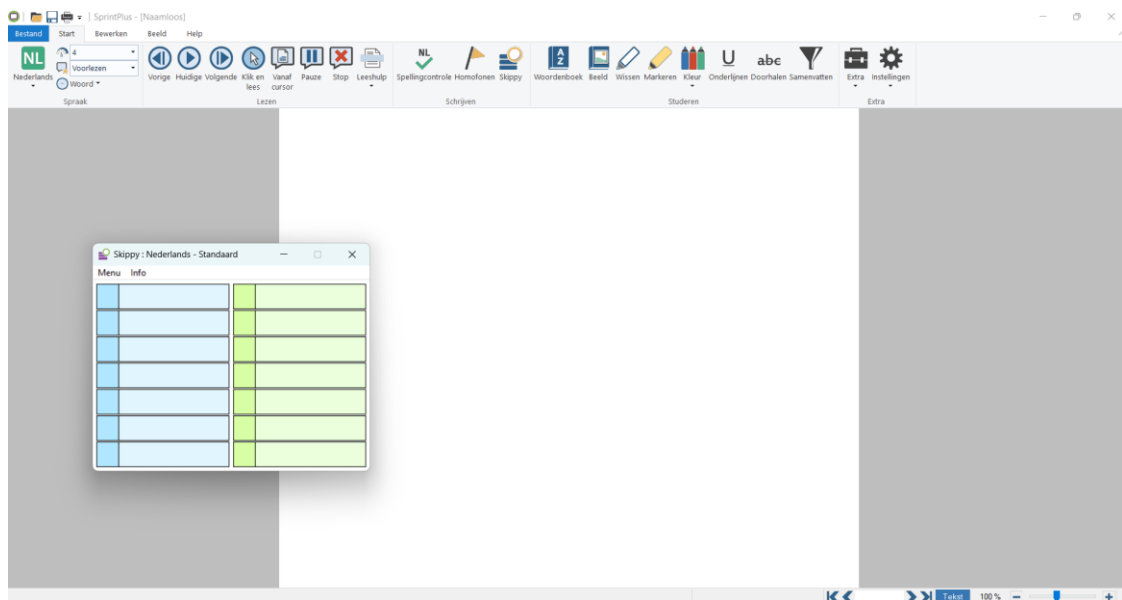 SprintPlus - [Naamloos]
Bestand Start Bewerken Beeld Help
NL 4 NL A Z U abc
Voorlezen
Nederlands Vorige Huidige Volgende Klik en lees Vanaf cursor Pauze Stop Leeshulp Spellingcontrole Homofonen Skippy Woordenboek Beeld Wissen Markeren Kleur Onderlijnen Doorhalen Samenvatten Extra Instellingen
Woord
Spraak Lezen Schrijven Studeren Extra
Skippy : Nederlands - Standaard
Menu Info
Tekst 100 %